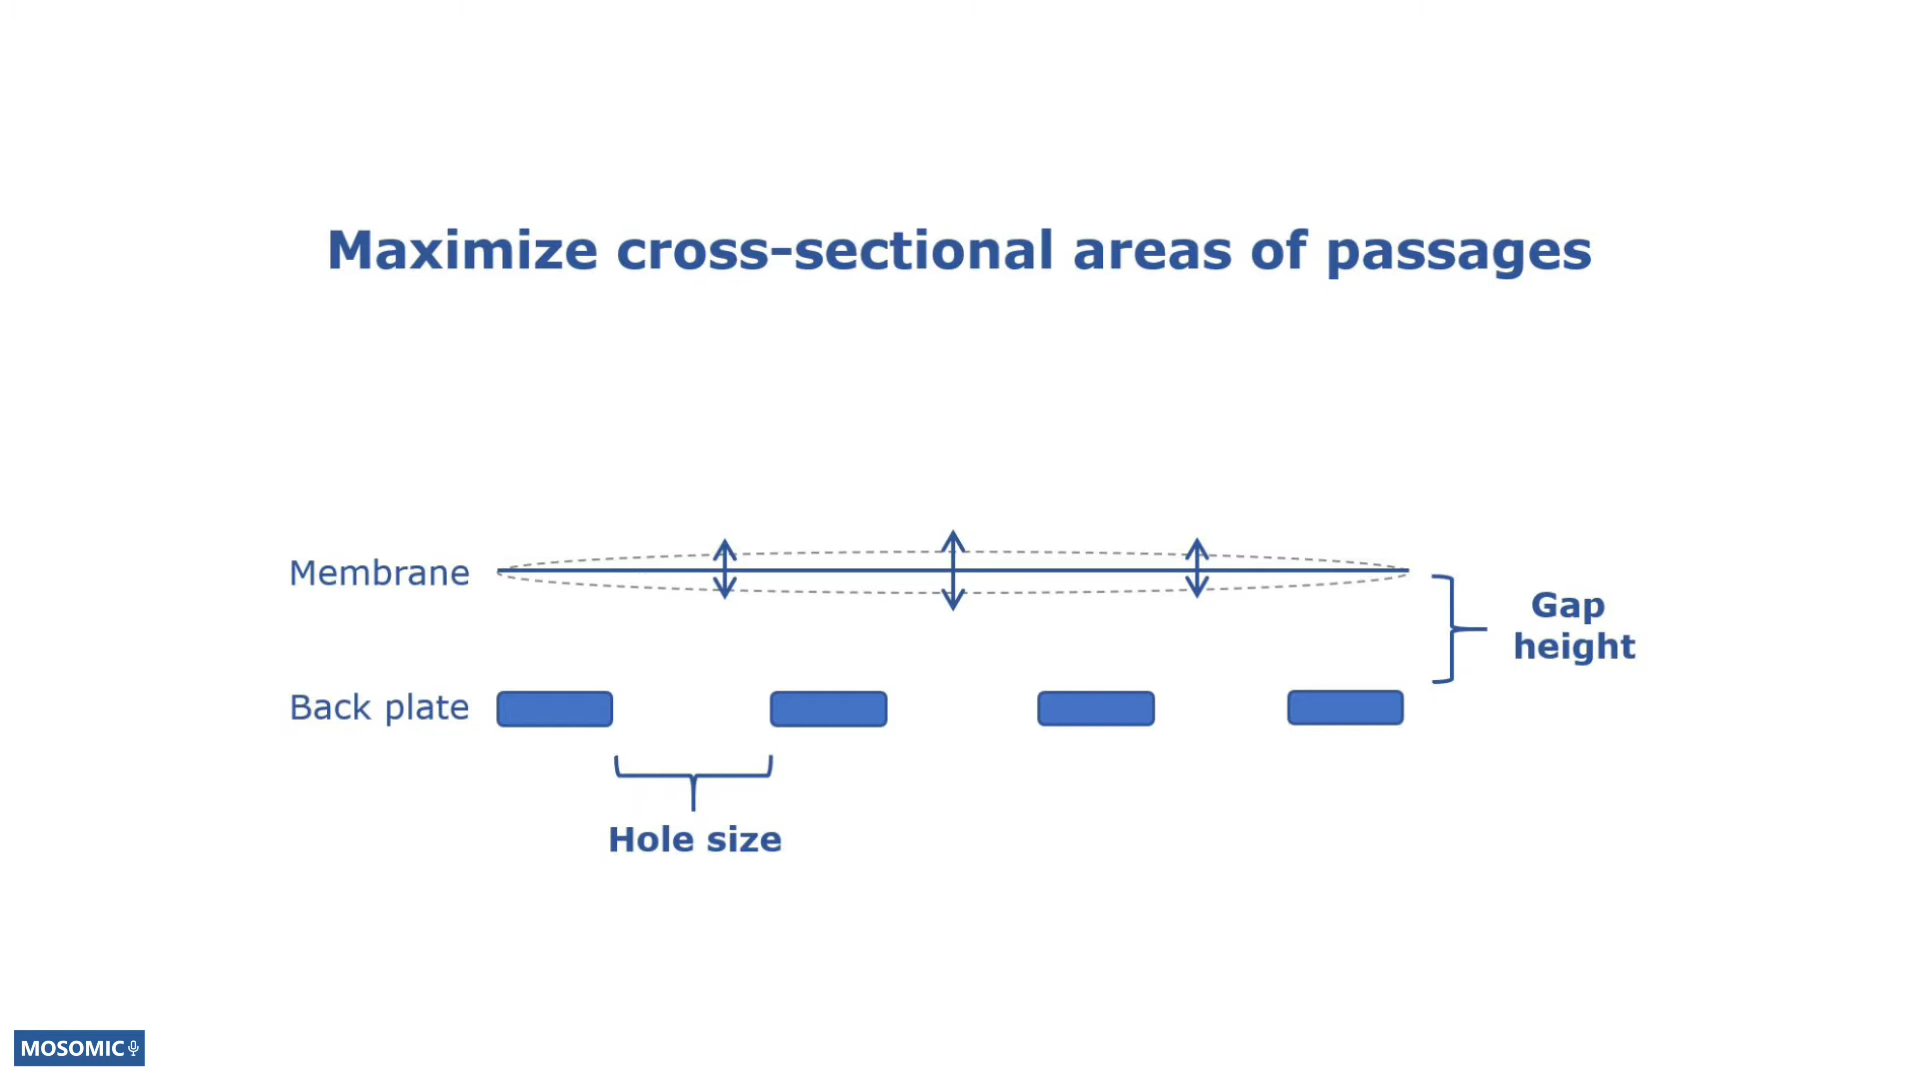 Maximize cross-sectional areas of passages
Membrane
Gap
height
Back plate
Hole size
MOSOMIC